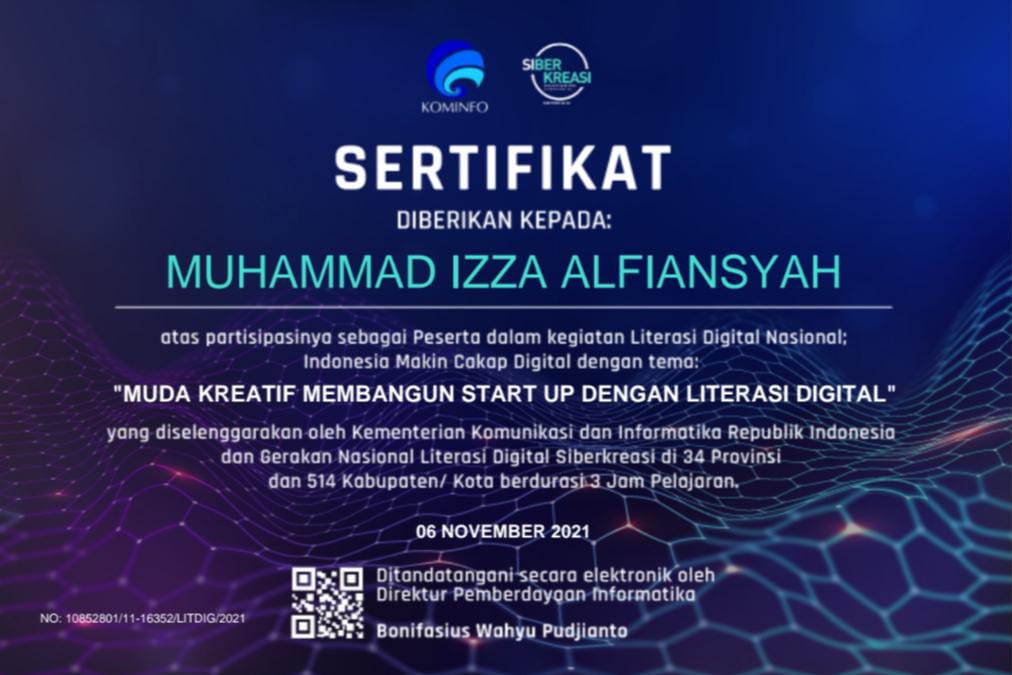 KOMINFO
SIBER
KREASI
SERTIFIKAT
DIBERIKAN KEPADA:
MUHAMMAD IZZA ALFIANSYAH
atas partisipasinya sebagai Peserta dalam kegiatan Literasi Digital Nasional;
Indonesia Makin Cakap Digital dengan tema:
"MUDA KREATIF MEMBANGUN START UP DENGAN LITERASI DIGITAL"
yang diselenggarakan oleh Kementerian Komunikasi dan Informatika Republik Indonesia
dan Gerakan Nasional Literasi Digital Siberkreasi di 34 Provinsi
dan 514 Kabupaten/ Kota berdurasi 3 Jam Pelajaran.
06 NOVEMBER 2021
Ditandatangani secara elektronik oleh
Direktur Pemberdayaan Informatika
NO: 10852801/11-16352/LITDIG/2021
Bonifasius Wahyu Pudjianto